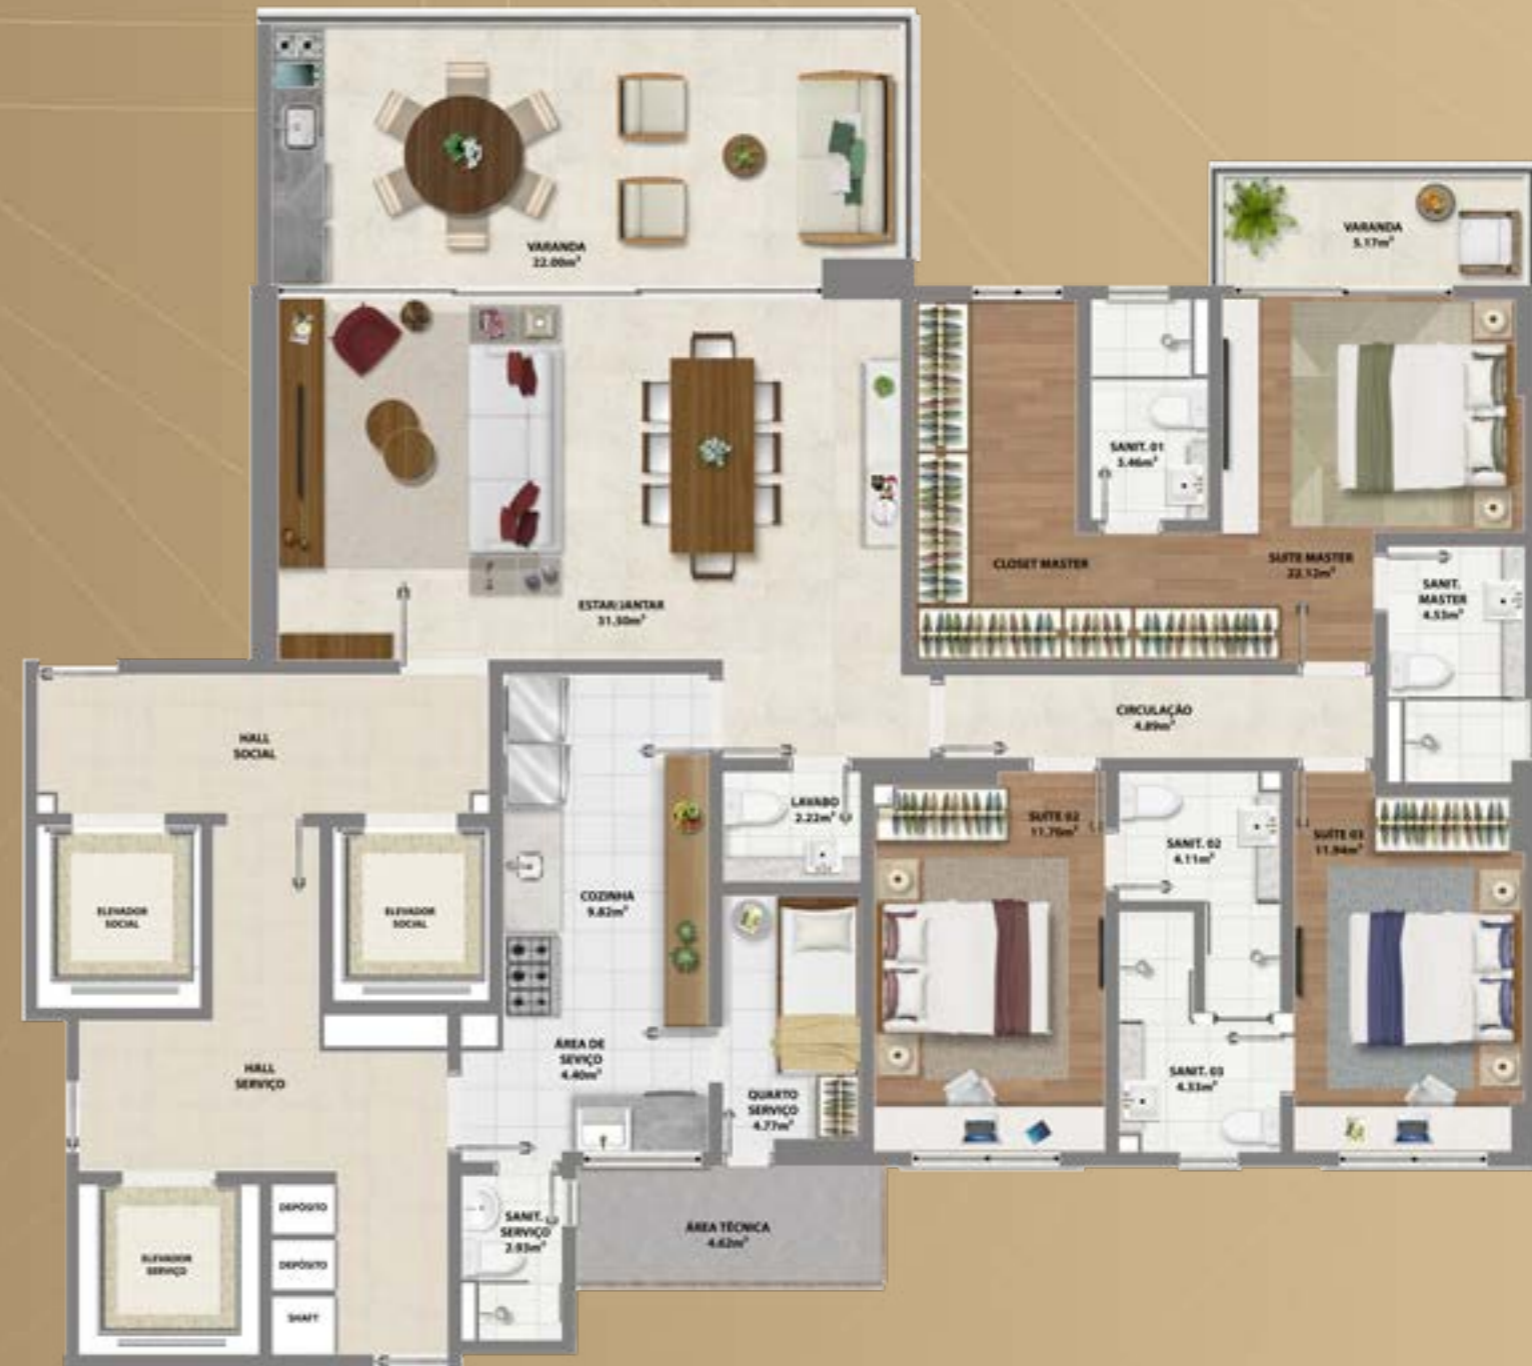 VARANDA
22.00m²
VARANDA
5.17m²
SANIT. 01
3.46m²
CLOSET MASTER
SUÍTE MASTER
22.12m²
SANIT.
MASTER
4.53m²
ESTAR/JANTAR
31.50m²
CIRCULAÇÃO
4.89m²
HALL
SOCIAL
LAVABO
2.22m²
SUÍTE 02
11.70m²
SANIT. 02
4.11m²
SUÍTE 03
11.94m²
ELEVADOR
SOCIAL
ELEVADOR
SOCIAL
COZINHA
9.82m²
ÁREA DE
SEVIÇO
4.40m²
HALL
SERVIÇO
QUARTO
SERVIÇO
4.77m²
SANIT. 03
4.33m²
DEPÓSITO
SANIT.
SERVIÇO
2.93m²
ÁREA TÉCNICA
4.62m²
ELEVADOR
SERVIÇO
DEPÓSITO
SHAFT